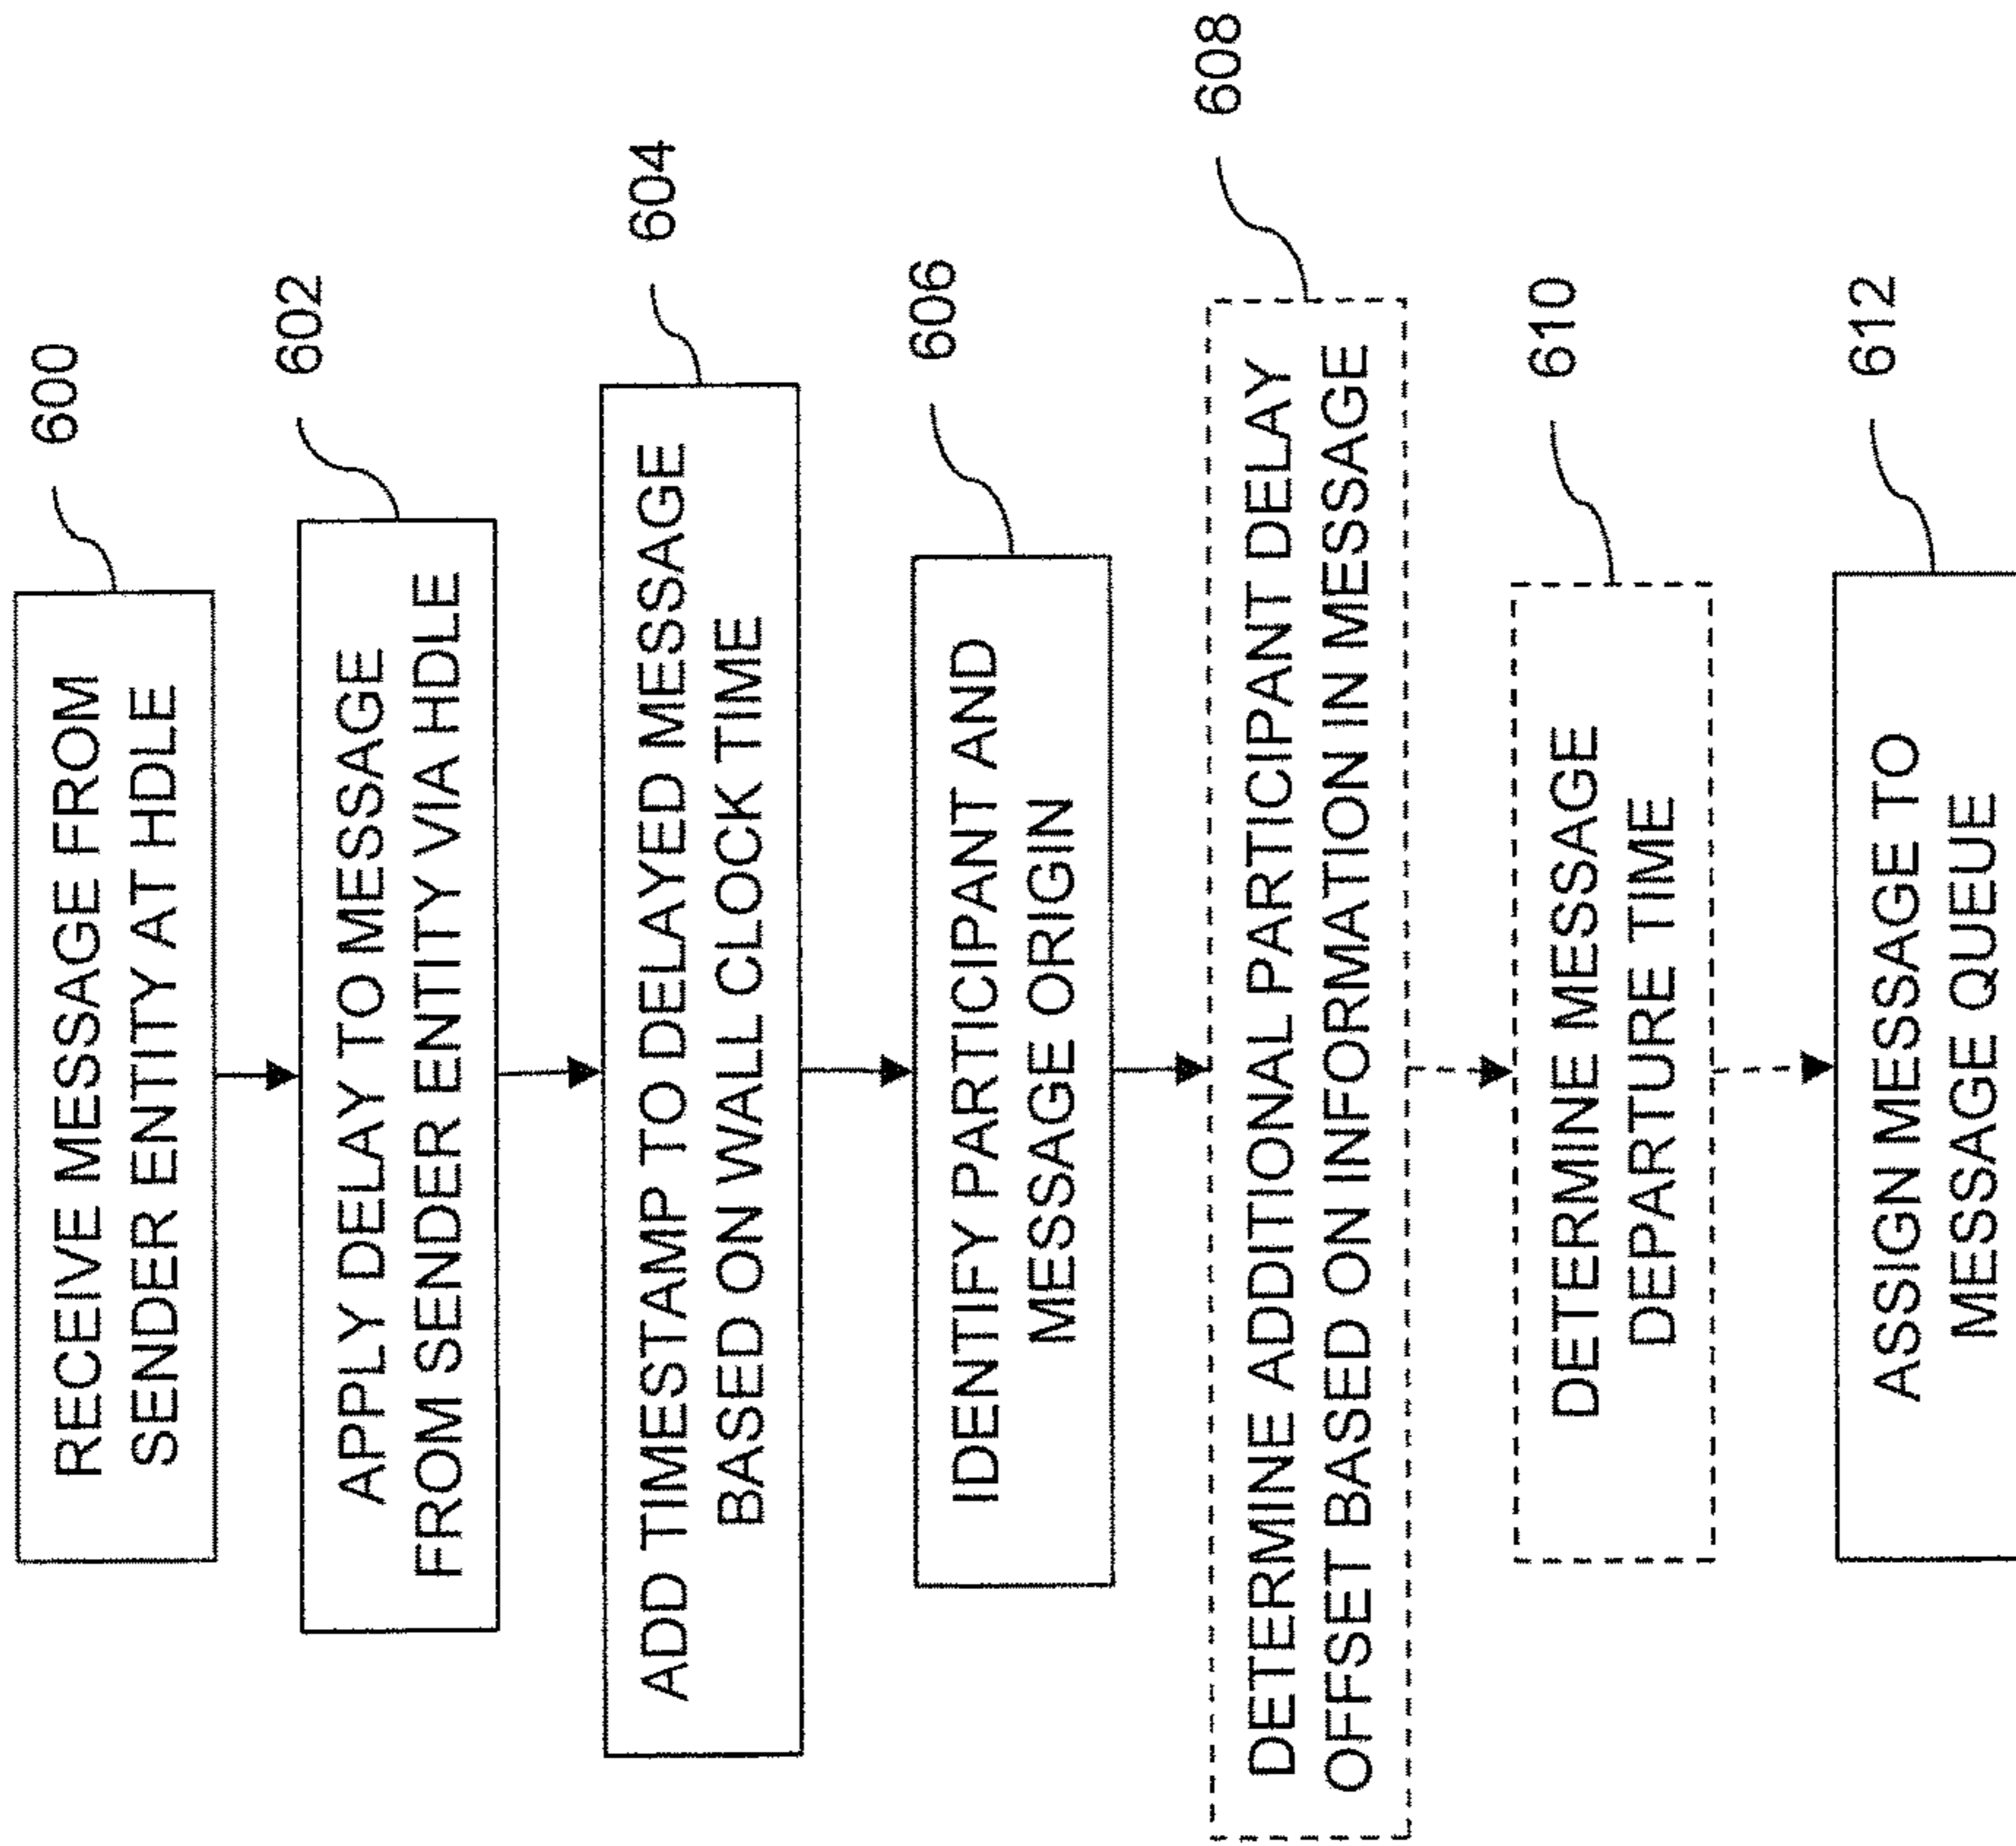 RECEIVE MESSAGE FROM
SENDER ENTITY AT HDLE
600
APPLY DELAY TO MESSAGE
FROM SENDER ENTITY VIA HDLE
602
ADD TIMESTAMP TO DELAYED MESSAGE
BASED ON WALL CLOCK TIME
604
IDENTIFY PARTICIPANT AND
MESSAGE ORIGIN
606
DETERMINE ADDITIONAL PARTICIPANT DELAY
OFFSET BASED ON INFORMATION IN MESSAGE
608
DETERMINE MESSAGE
DEPARTURE TIME
610
ASSIGN MESSAGE TO
MESSAGE QUEUE
612